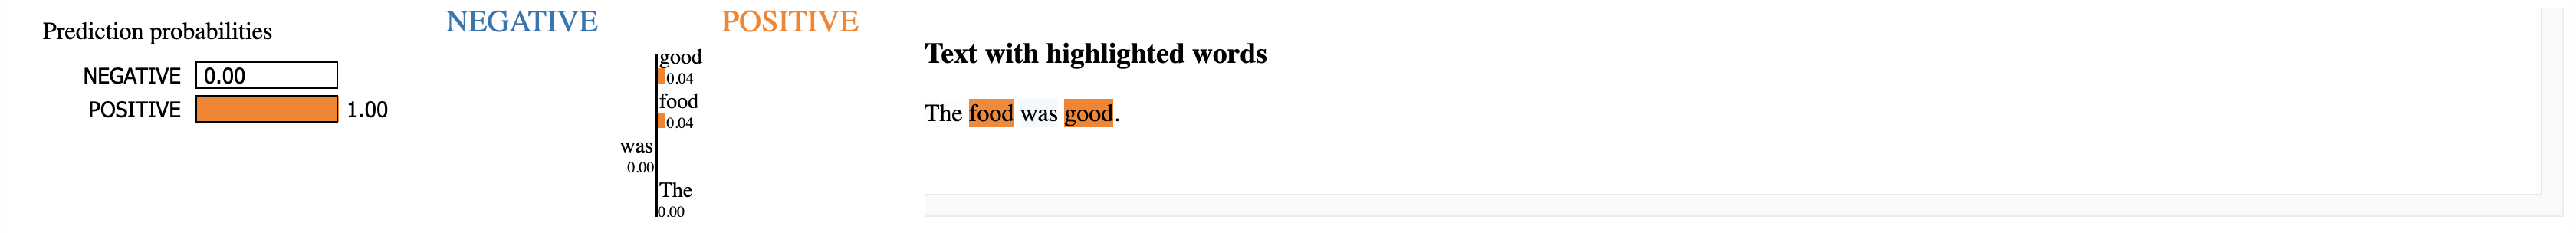 Prediction probabilities
NEGATIVE 0.00
POSITIVE 1.00
NEGATIVE POSITIVE
good
0.04
food
0.04
was
0.00
The
0.00
Text with highlighted words
The food was good.